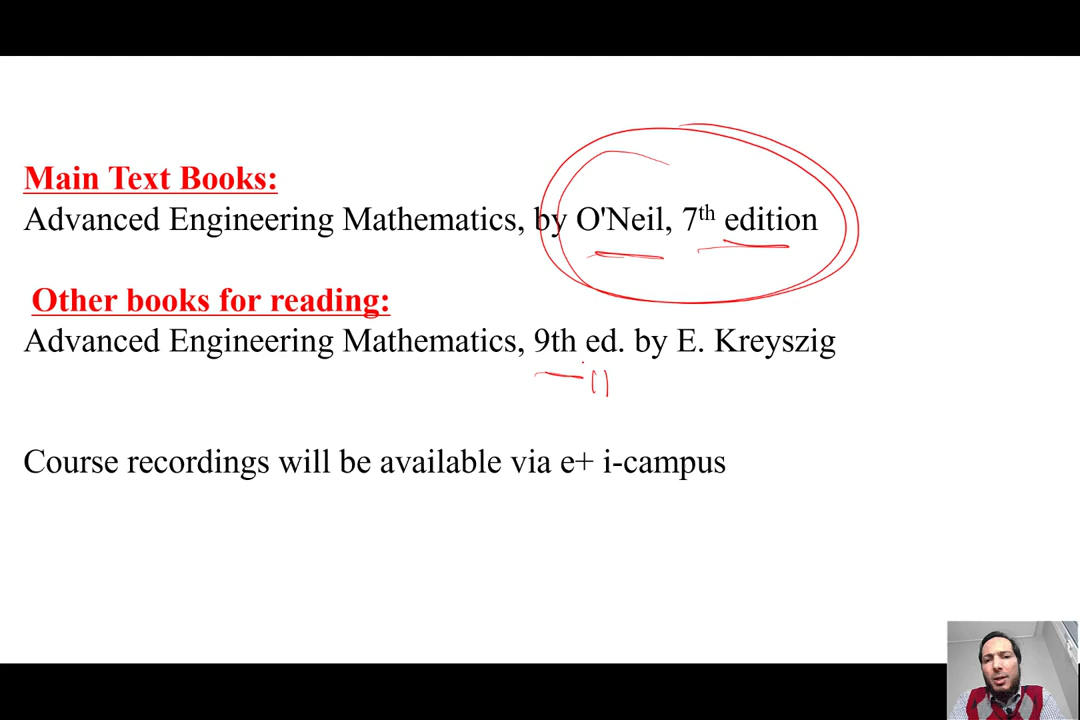 Main Text Books:
Advanced Engineering Mathematics, by O'Neil, 7th edition
Other books for reading:
Advanced Engineering Mathematics, 9th ed. by E. Kreyszig
Course recordings will be available via e+ i-campus